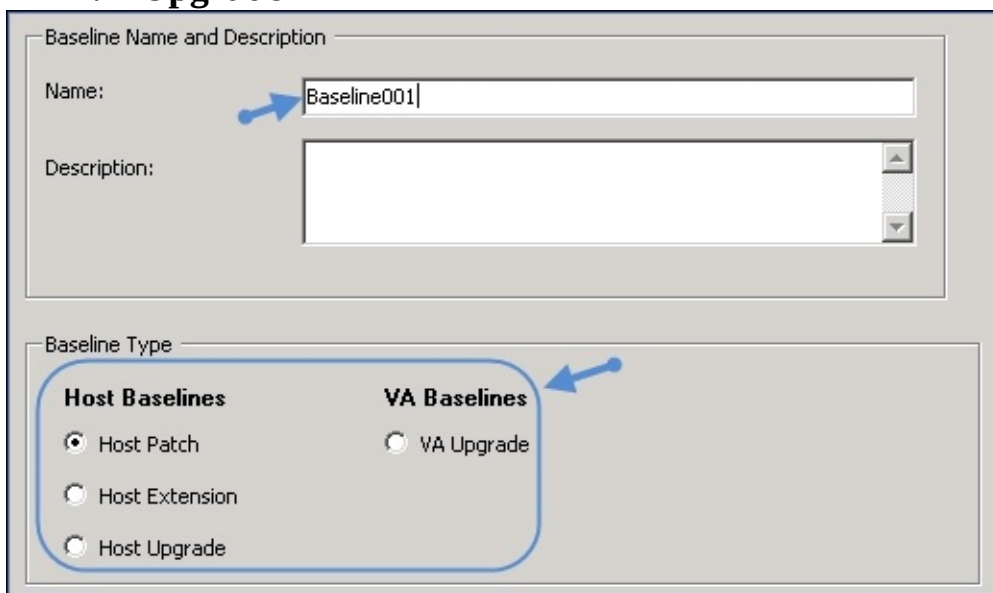 Baseline Name and Description
Name:
Baseline001
Description:
Baseline Type
Host Baselines
VA Baselines
Host Patch
VA Upgrade
Host Extension
Host Upgrade